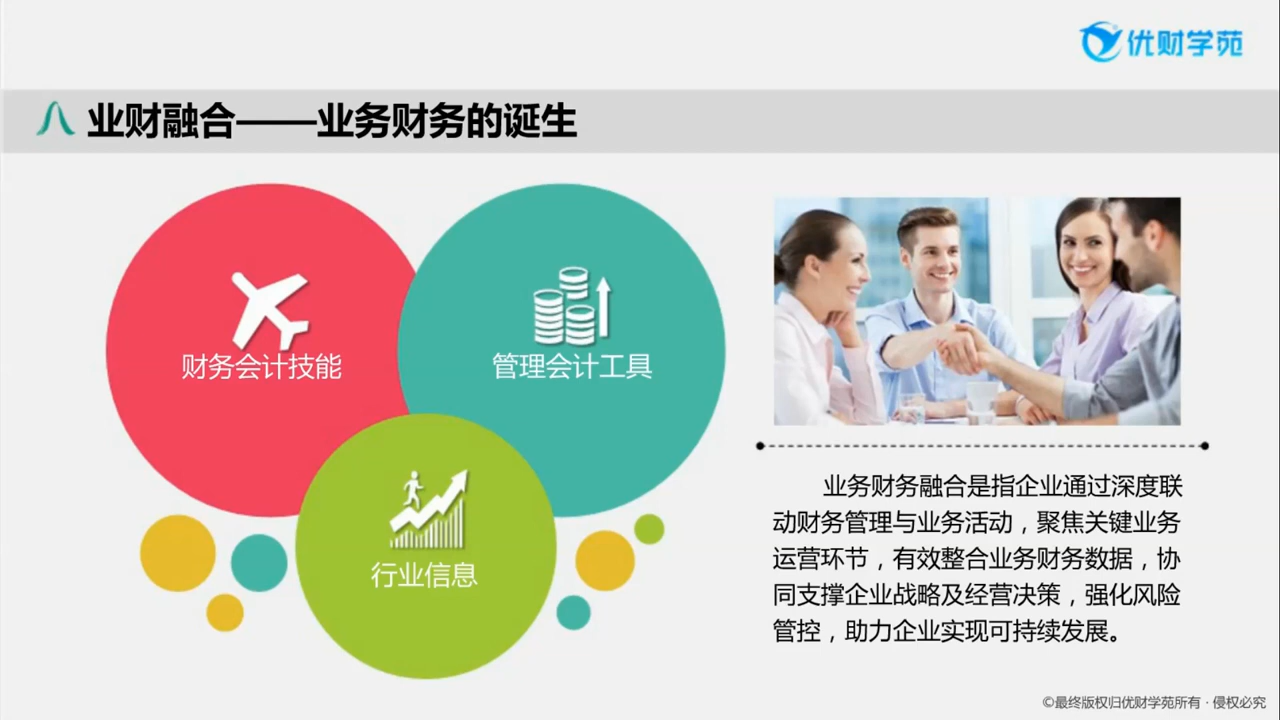 优财学苑
业财融合——业务财务的诞生
财务会计技能
管理会计工具
行业信息
业务财务融合是指企业通过深度联
动财务管理与业务活动，聚焦关键业务
运营环节，有效整合业务财务数据，协
同支撑企业战略及经营决策，强化风险
管控，助力企业实现可持续发展。
©最终版权归优财学苑所有 · 侵权必究